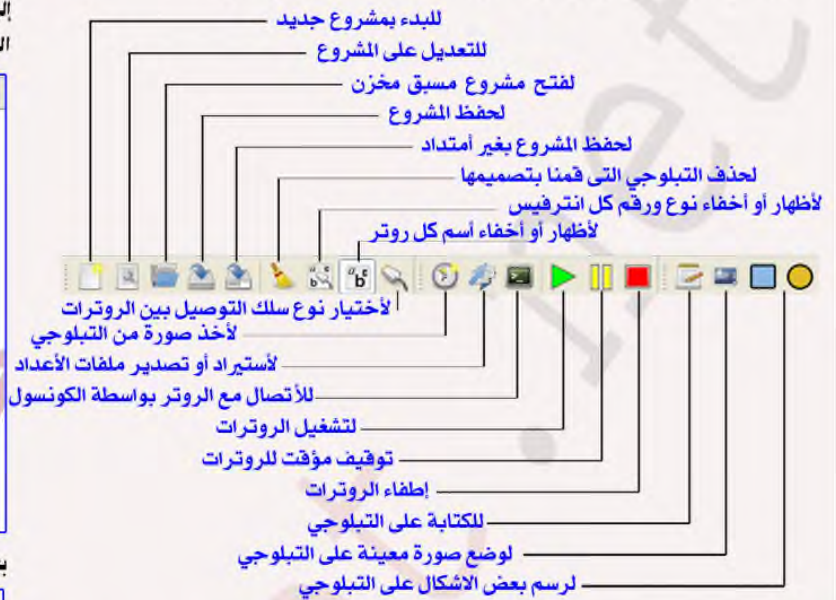 للبدء بمشروع جديد
للتعديل على المشروع
لفتح مشروع مسبق مخزن
لحفظ المشروع
لحفظ المشروع بغير أمتداد
لحذف التبلوجي التى قمنا بتصميمها
لأظهار أو أخفاء نوع ورقم كل انترفيس
لأظهار أو أخفاء أسم كل روتر
لأختيار نوع سلك التوصيل بين الروترات
لأخذ صورة من التبلوجي
لأستيراد أو تصدير ملفات الأعداد
للأتصال مع الروتر بواسطة الكونسول
لتشغيل الروترات
توقيف مؤقت للروترات
إطفاء الروترات
للكتابة على التبلوجي
لوضع صورة معينة على التبلوجي
لرسم بعض الاشكال على التبلوجي